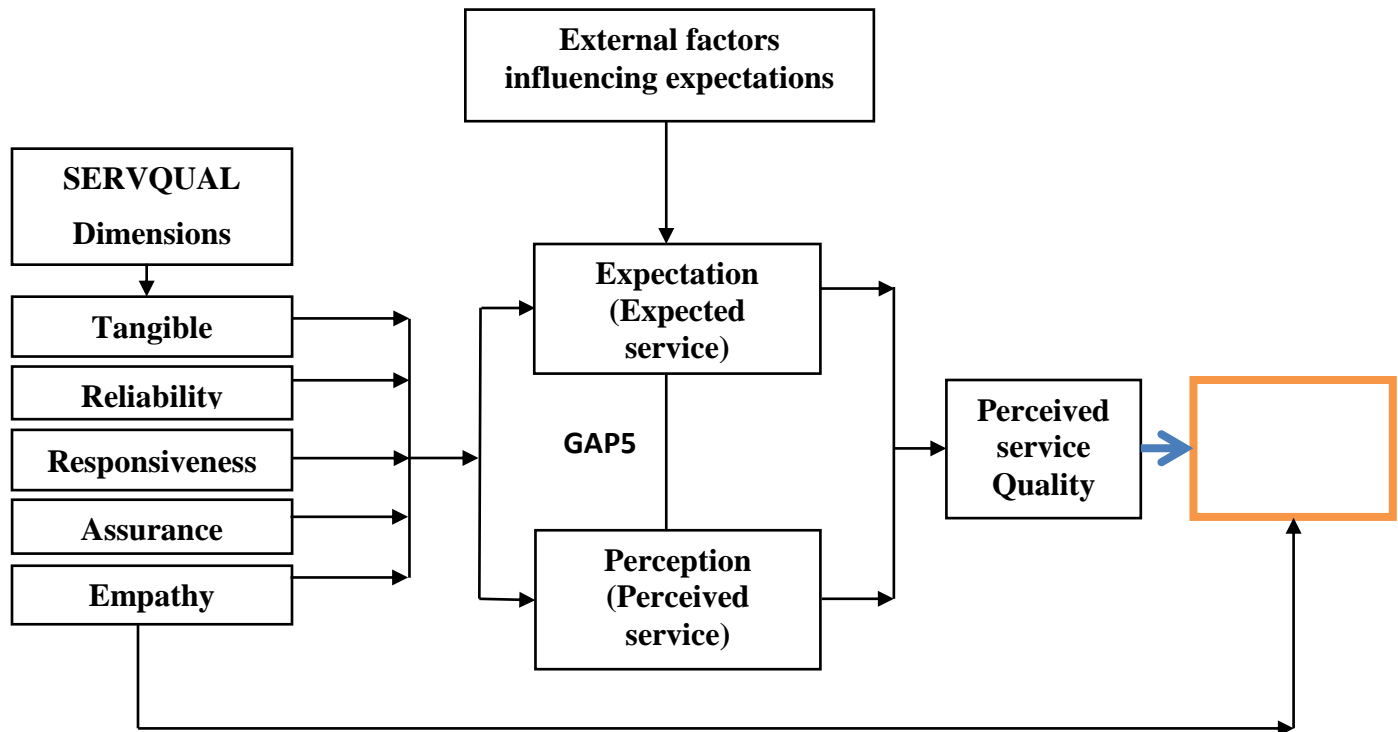 External factors
influencing expectations
SERVQUAL
Dimensions
Tangible
Reliability
Responsiveness
Assurance
Empathy
Expectation
(Expected
service)
GAP5
Perception
(Perceived
service)
Perceived
service
Quality